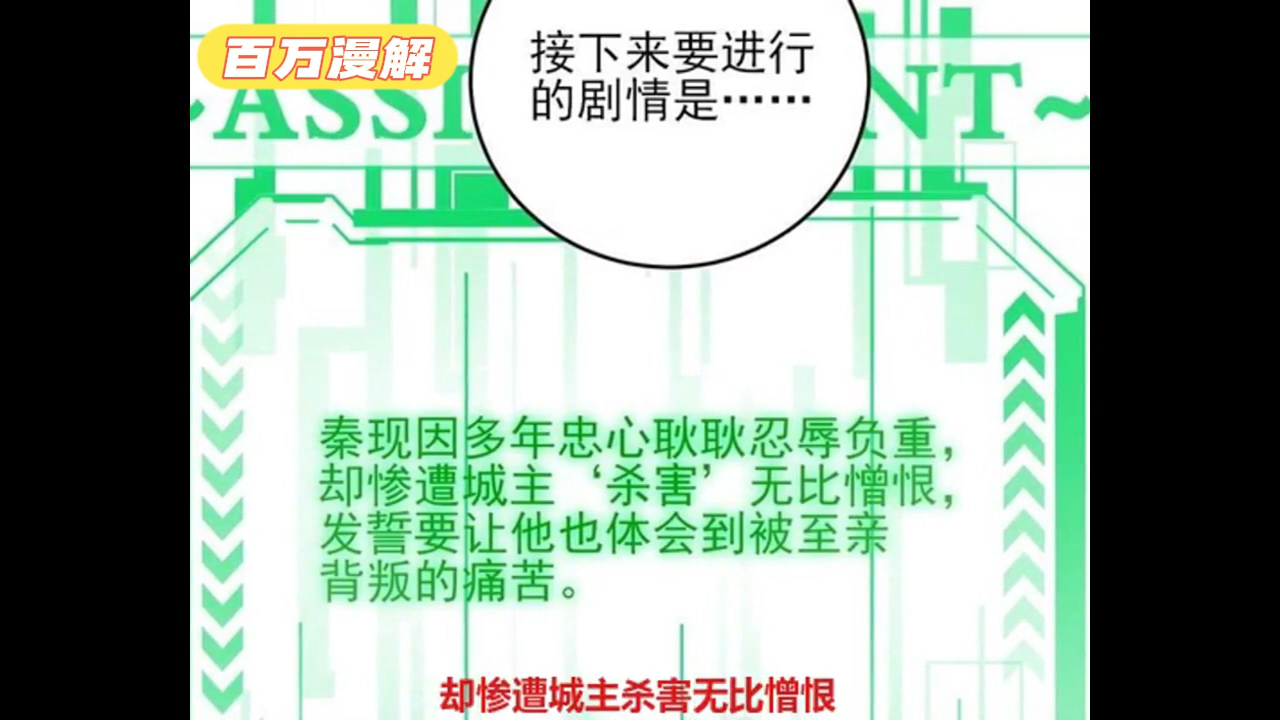 百万漫解
接下来要进行
的剧情是……
~ASSI NT~
秦现因多年忠心耿耿忍辱负重，
却惨遭城主‘杀害’无比憎恨，
发誓要让他也体会到被至亲
背叛的痛苦。
却惨遭城主杀害无比憎恨